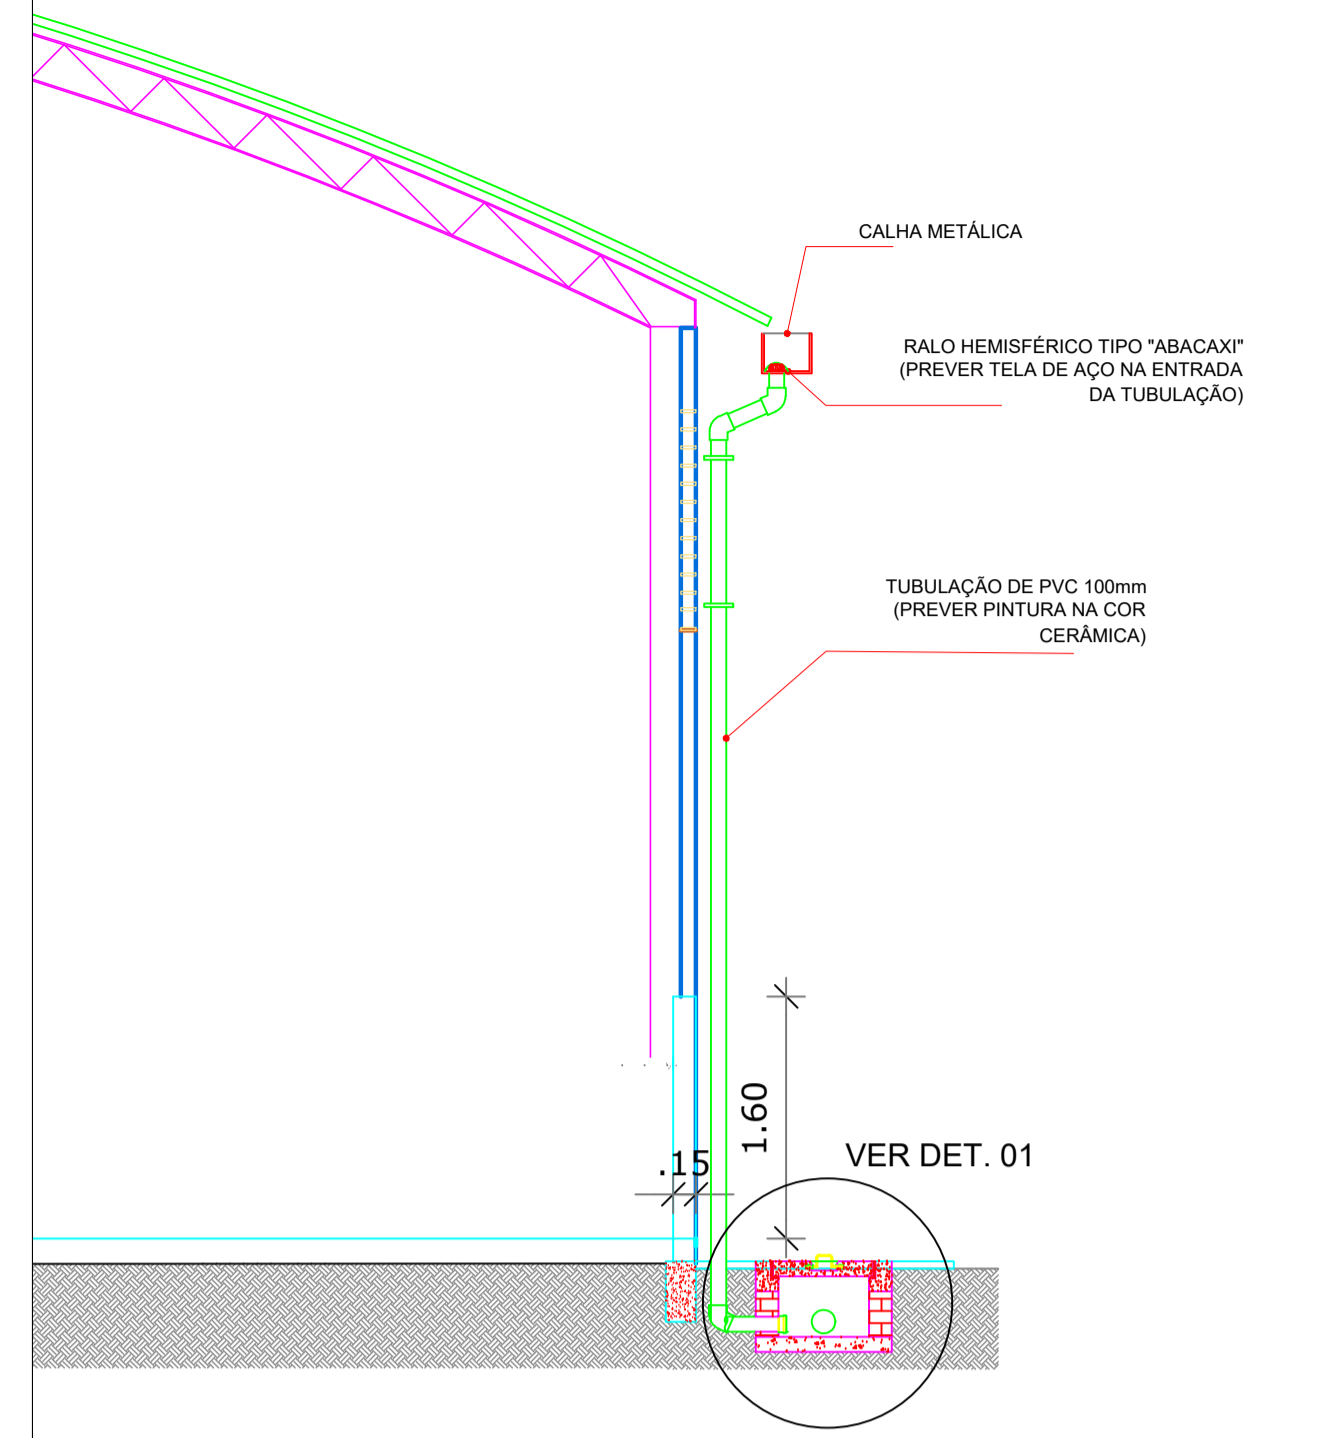 CALHA METÁLICA
RALO HEMISFÉRICO TIPO "ABACAXI"
(PREVER TELA DE AÇO NA ENTRADA
DA TUBULAÇÃO)
TUBULAÇÃO DE PVC 100mm
(PREVER PINTURA NA COR
CERÂMICA)
1.60
.15
VER DET. 01